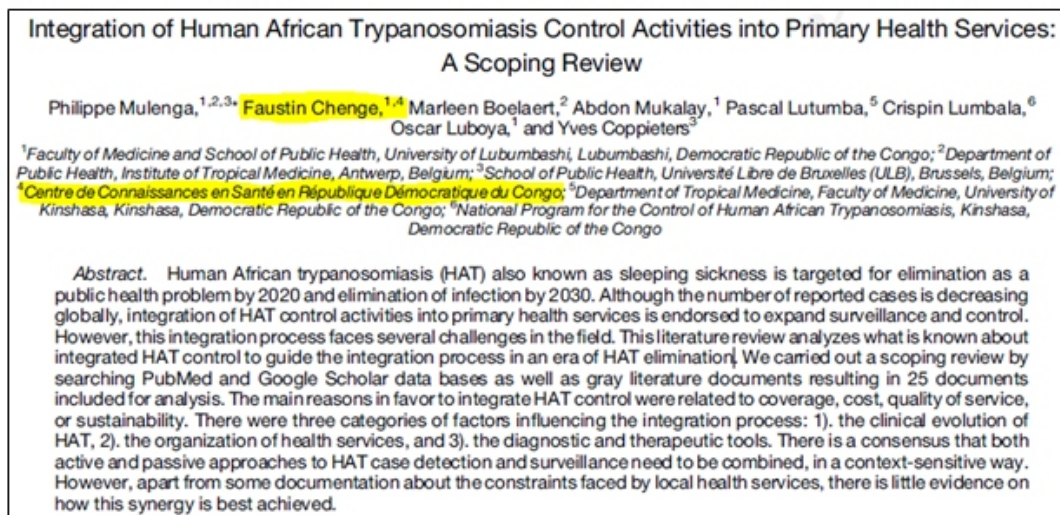 Integration of Human African Trypanosomiasis Control Activities into Primary Health Services:
A Scoping Review
Philippe Mulenga,1,2,3* Faustin Chenge,1,4 Marleen Boelaert,2 Abdon Mukalay,1 Pascal Lutumba,5 Crispin Lumbala,6
Oscar Luboya,1 and Yves Coppieters3
1Faculty of Medicine and School of Public Health, University of Lubumbashi, Lubumbashi, Democratic Republic of the Congo; 2Department of
Public Health, Institute of Tropical Medicine, Antwerp, Belgium; 3School of Public Health, Université Libre de Bruxelles (ULB), Brussels, Belgium;
4Centre de Connaissances en Santé en République Démocratique du Congo; 5Department of Tropical Medicine, Faculty of Medicine, University of
Kinshasa, Kinshasa, Democratic Republic of the Congo; 6National Program for the Control of Human African Trypanosomiasis, Kinshasa,
Democratic Republic of the Congo
Abstract. Human African trypanosomiasis (HAT) also known as sleeping sickness is targeted for elimination as a
public health problem by 2020 and elimination of infection by 2030. Although the number of reported cases is decreasing
globally, integration of HAT control activities into primary health services is endorsed to expand surveillance and control.
However, this integration process faces several challenges in the field. This literature review analyzes what is known about
integrated HAT control to guide the integration process in an era of HAT elimination. We carried out a scoping review by
searching PubMed and Google Scholar data bases as well as gray literature documents resulting in 25 documents
included for analysis. The main reasons in favor to integrate HAT control were related to coverage, cost, quality of service,
or sustainability. There were three categories of factors influencing the integration process: 1). the clinical evolution of
HAT, 2). the organization of health services, and 3). the diagnostic and therapeutic tools. There is a consensus that both
active and passive approaches to HAT case detection and surveillance need to be combined, in a context-sensitive way.
However, apart from some documentation about the constraints faced by local health services, there is little evidence on
how this synergy is best achieved.